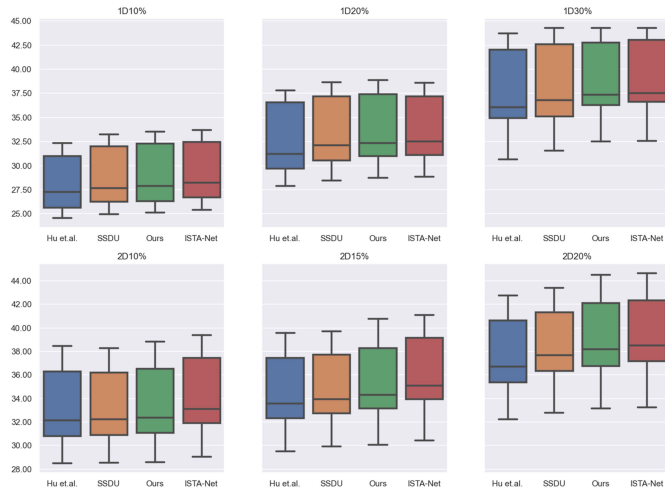 1D10%
1D20%
1D30%
45.00
42.50
40.00
37.50
35.00
32.50
30.00
27.50
25.00
Hu et.al. SSDU Ours ISTA-Net
Hu et.al. SSDU Ours ISTA-Net
Hu et.al. SSDU Ours ISTA-Net
2D10%
2D15%
2D20%
44.00
42.00
40.00
38.00
36.00
34.00
32.00
30.00
28.00
Hu et.al. SSDU Ours ISTA-Net
Hu et.al. SSDU Ours ISTA-Net
Hu et.al. SSDU Ours ISTA-Net